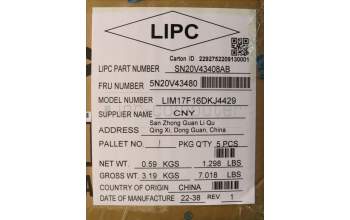 LIPC
Carton ID 2292752209130001
LIPC PART NUMBER SN20V43408AB
FRU NUMBER 5N20V43480
MODEL NUMBER LIM17F16DKJ4429
SUPPLIER NAME CNY
ADDRESS San Zhong Guan Li Qu
Qing Xi, Dong Guan, China
PALLET NO. / PKG Q'TY 5 PCS
NET WT. 0.59 KGS 1.298 LBS
GROSS WT. 3.19 KGS 7.018 LBS
COUNTRY OF ORIGIN CHINA
DATE OF MANUFACTURE 22-38 REV 1